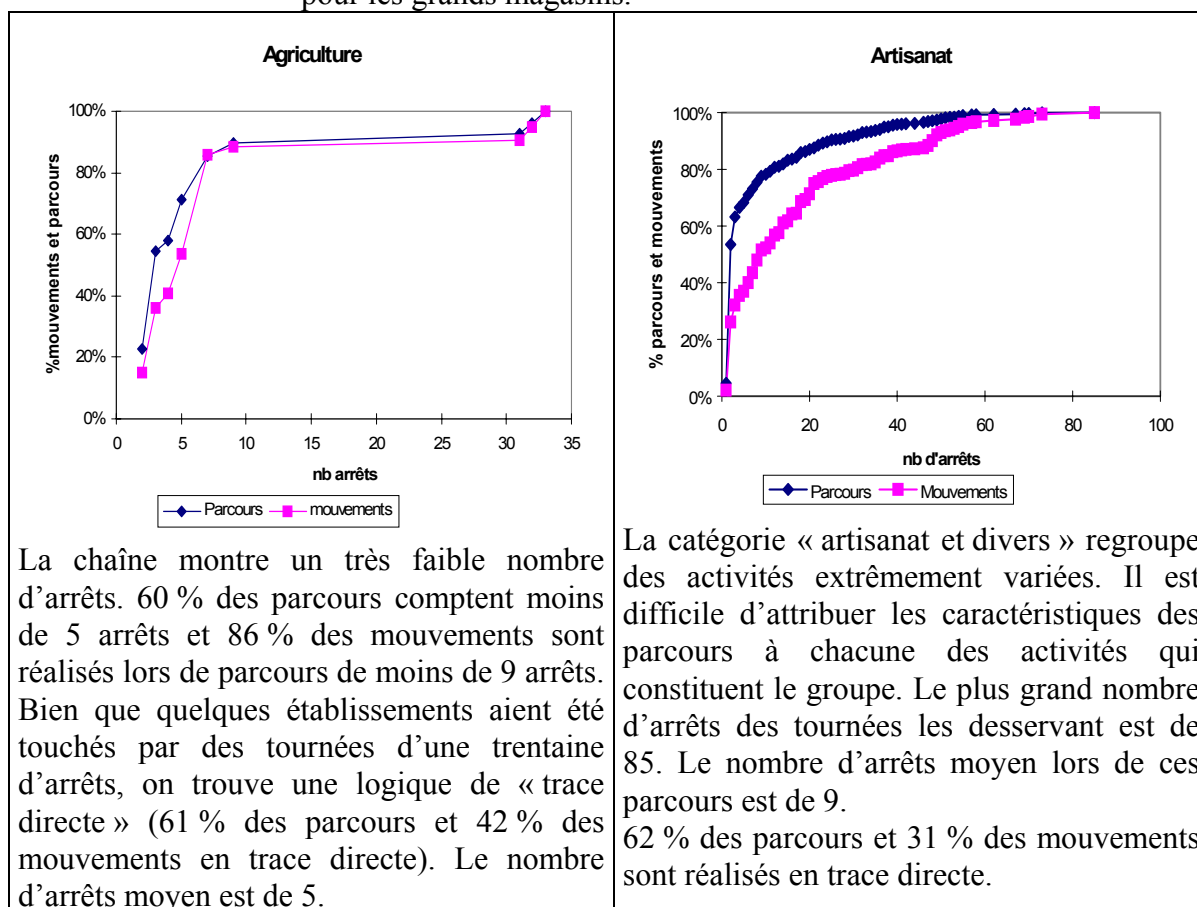 pour les grands magasins.
Agriculture
%mouvements et parcours
100%
80%
60%
40%
20%
0%
0 5 10 15 20 25 30 35
nb arrêts
Parcours mouvements
La chaîne montre un très faible nombre
d’arrêts. 60 % des parcours comptent moins
de 5 arrêts et 86 % des mouvements sont
réalisés lors de parcours de moins de 9 arrêts.
Bien que quelques établissements aient été
touchés par des tournées d’une trentaine
d’arrêts, on trouve une logique de « trace
directe » (61 % des parcours et 42 % des
mouvements en trace directe). Le nombre
d’arrêts moyen est de 5.
Artisanat
% parcours et mouvements
100%
80%
60%
40%
20%
0%
0 20 40 60 80 100
nb d'arrêts
Parcours Mouvements
La catégorie « artisanat et divers » regroupe
des activités extrêmement variées. Il est
difficile d’attribuer les caractéristiques des
parcours à chacune des activités qui
constituent le groupe. Le plus grand nombre
d’arrêts des tournées les desservant est de
85. Le nombre d’arrêts moyen lors de ces
parcours est de 9.
62 % des parcours et 31 % des mouvements
sont réalisés en trace directe.